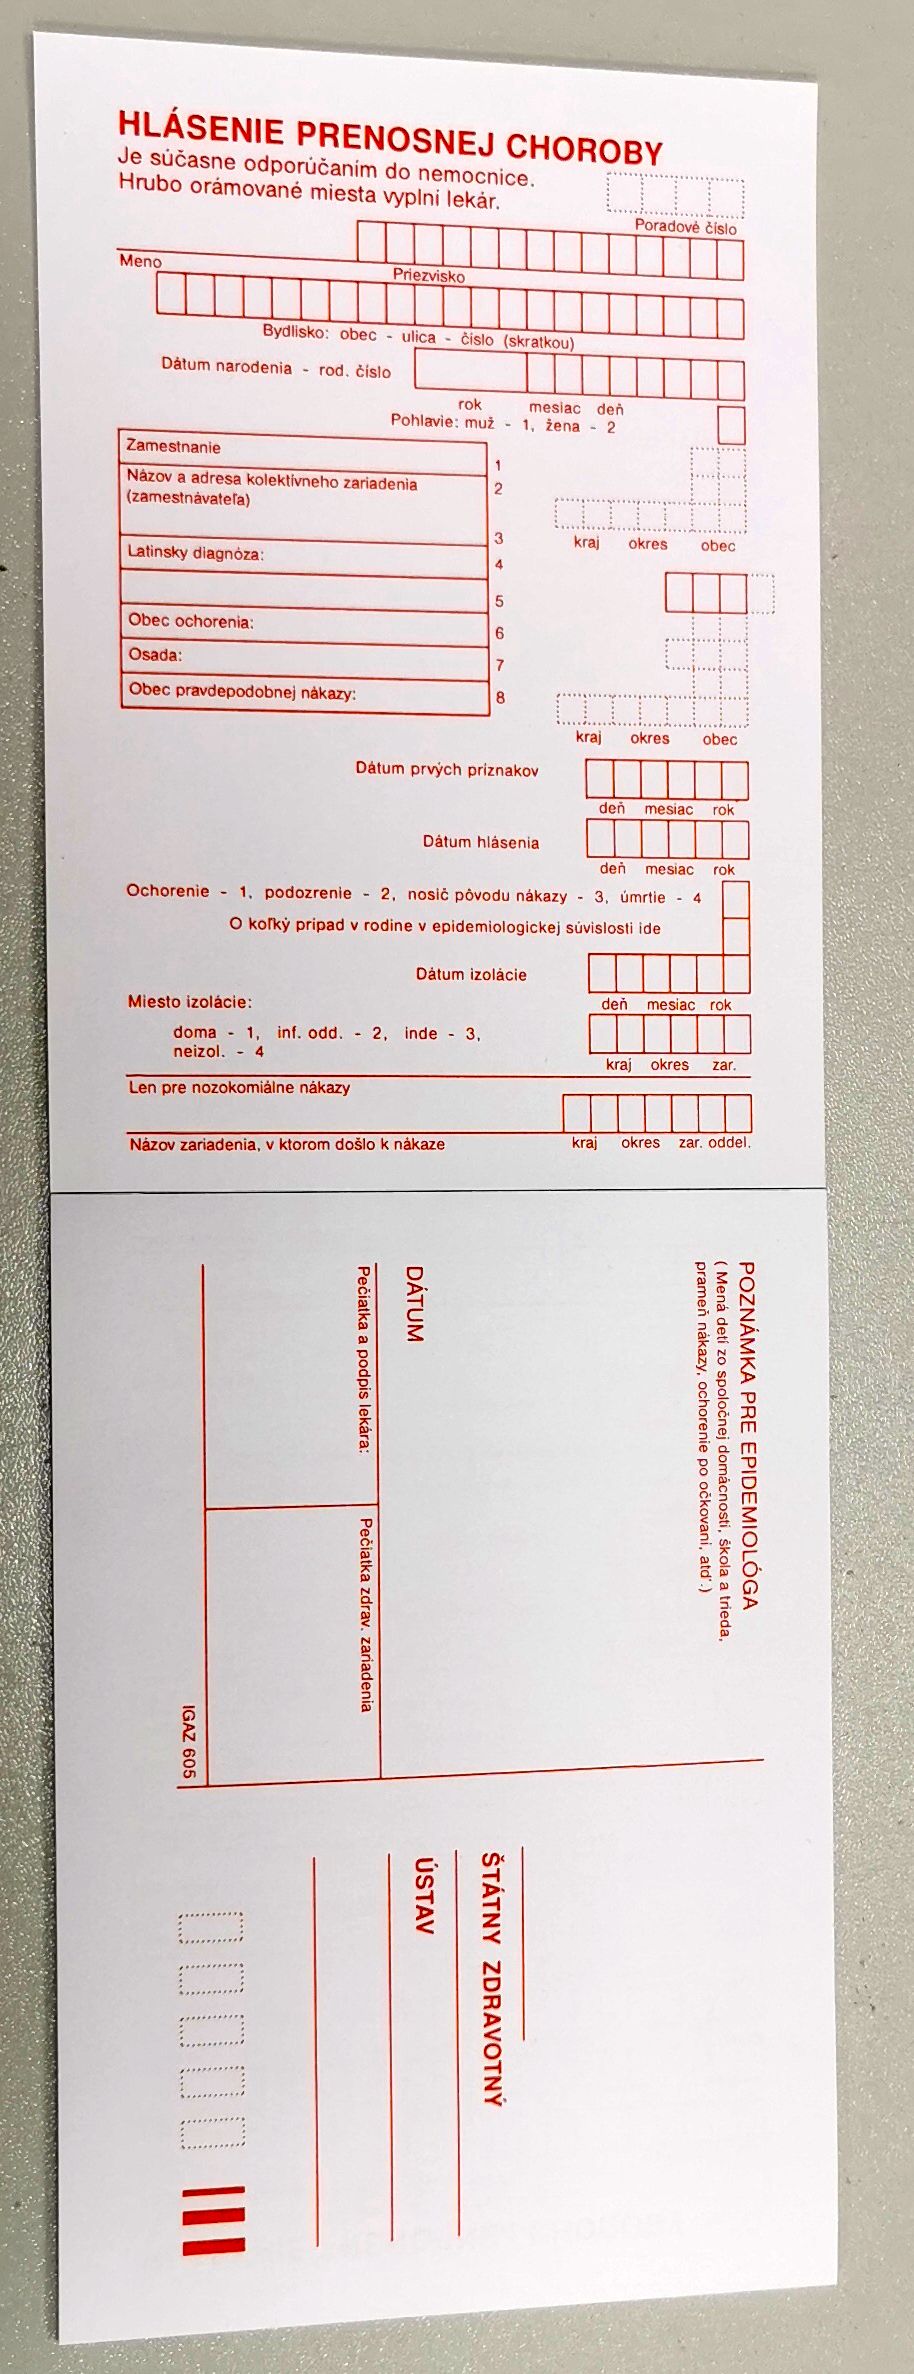 HLÁSENIE PRENOSNEJ CHOROBY
Je súčasne odporúčaním do nemocnice.
Hrubo orámované miesta vyplní lekár.
Poradové číslo
Meno
Priezvisko
Bydlisko: obec - ulica - číslo (skratkou)
Dátum narodenia - rod. číslo
rok mesiac deň
Pohlavie: muž - 1, žena - 2
Zamestnanie
1
Názov a adresa kolektívneho zariadenia
2
(zamestnávateľa)
3
kraj okres obec
Latinsky diagnóza:
4
5
Obec ochorenia:
6
Osada:
7
Obec pravdepodobnej nákazy:
8
kraj okres obec
Dátum prvých príznakov
deň mesiac rok
Dátum hlásenia
deň mesiac rok
Ochorenie - 1, podozrenie - 2, nosič pôvodu nákazy - 3, úmrtie - 4
O koľký prípad v rodine v epidemiologickej súvislosti ide
Dátum izolácie
deň mesiac rok
Miesto izolácie:
doma - 1, inf. odd. - 2, inde - 3,
neizol. - 4
kraj okres zar.
Len pre nozokomiálne nákazy
Názov zariadenia, v ktorom došlo k nákaze
kraj okres zar. oddel.
POZNÁMKA PRE EPIDEMIOLÓGA
( Mená detí zo spoločnej domácnosti, škola a trieda,
prameň nákazy, ochorenie po očkovaní, atď .)
DÁTUM
Pečiatka a podpis lekára:
Pečiatka zdrav. zariadenia
IGAZ 605
ŠTÁTNY ZDRAVOTNÝ
ÚSTAV